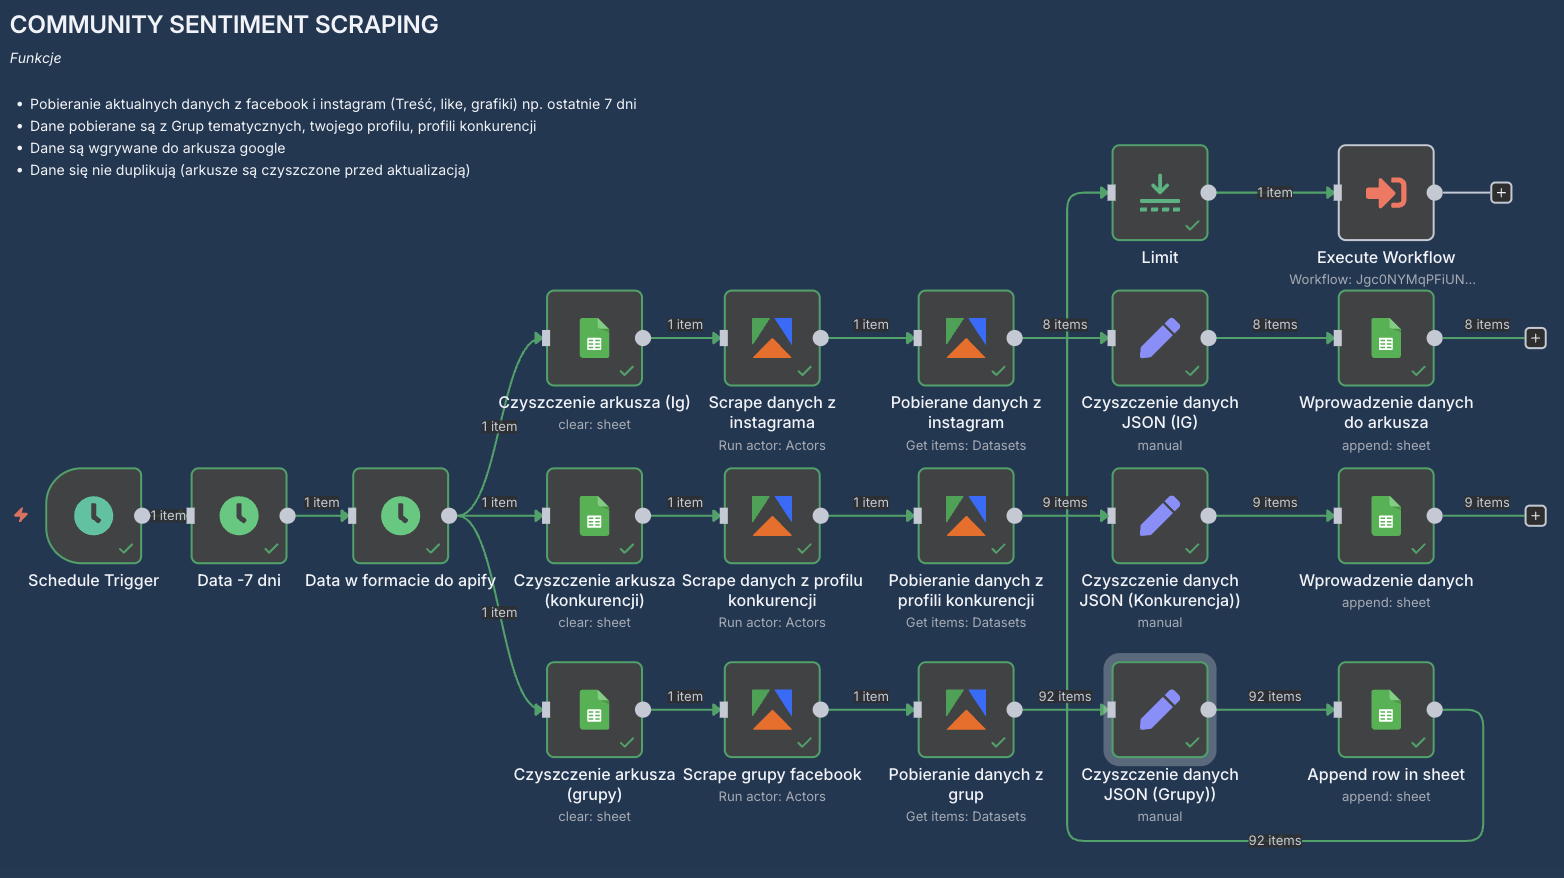 COMMUNITY SENTIMENT SCRAPING
Funkcje
• Pobieranie aktualnych danych z facebook i instagram (Treść, like, grafiki) np. ostatnie 7 dni
• Dane pobierane są z Grup tematycznych, twojego profilu, profili konkurencji
• Dane są wgrywane do arkusza google
• Dane się nie duplikują (arkusze są czyszczone przed aktualizacją)
1 item
Limit
Execute Workflow
Workflow: Jgc0NYMqPFiUN...
1 item
1 item
8 items
8 items
8 items
Czyszczenie arkusza (Ig)
clear: sheet
Scrape danych z
instagrama
Run actor: Actors
Pobierane danych z
instagram
Get items: Datasets
Czyszczenie danych
JSON (IG)
manual
Wprowadzenie danych
do arkusza
append: sheet
1 item
1 item
1 item
1 item
1 item
1 item
9 items
9 items
9 items
Schedule Trigger
Data -7 dni
Data w formacie do apify
Czyszczenie arkusza
(konkurencji)
clear: sheet
Scrape danych z profilu
konkurencji
Run actor: Actors
Pobieranie danych z
profili konkurencji
Get items: Datasets
Czyszczenie danych
JSON (Konkurencja))
manual
Wprowadzenie danych
append: sheet
1 item
1 item
1 item
92 items
92 items
Czyszczenie arkusza
(grupy)
clear: sheet
Scrape grupy facebook
Run actor: Actors
Pobieranie danych z
grup
Get items: Datasets
Czyszczenie danych
JSON (Grupy))
manual
Append row in sheet
append: sheet
92 items